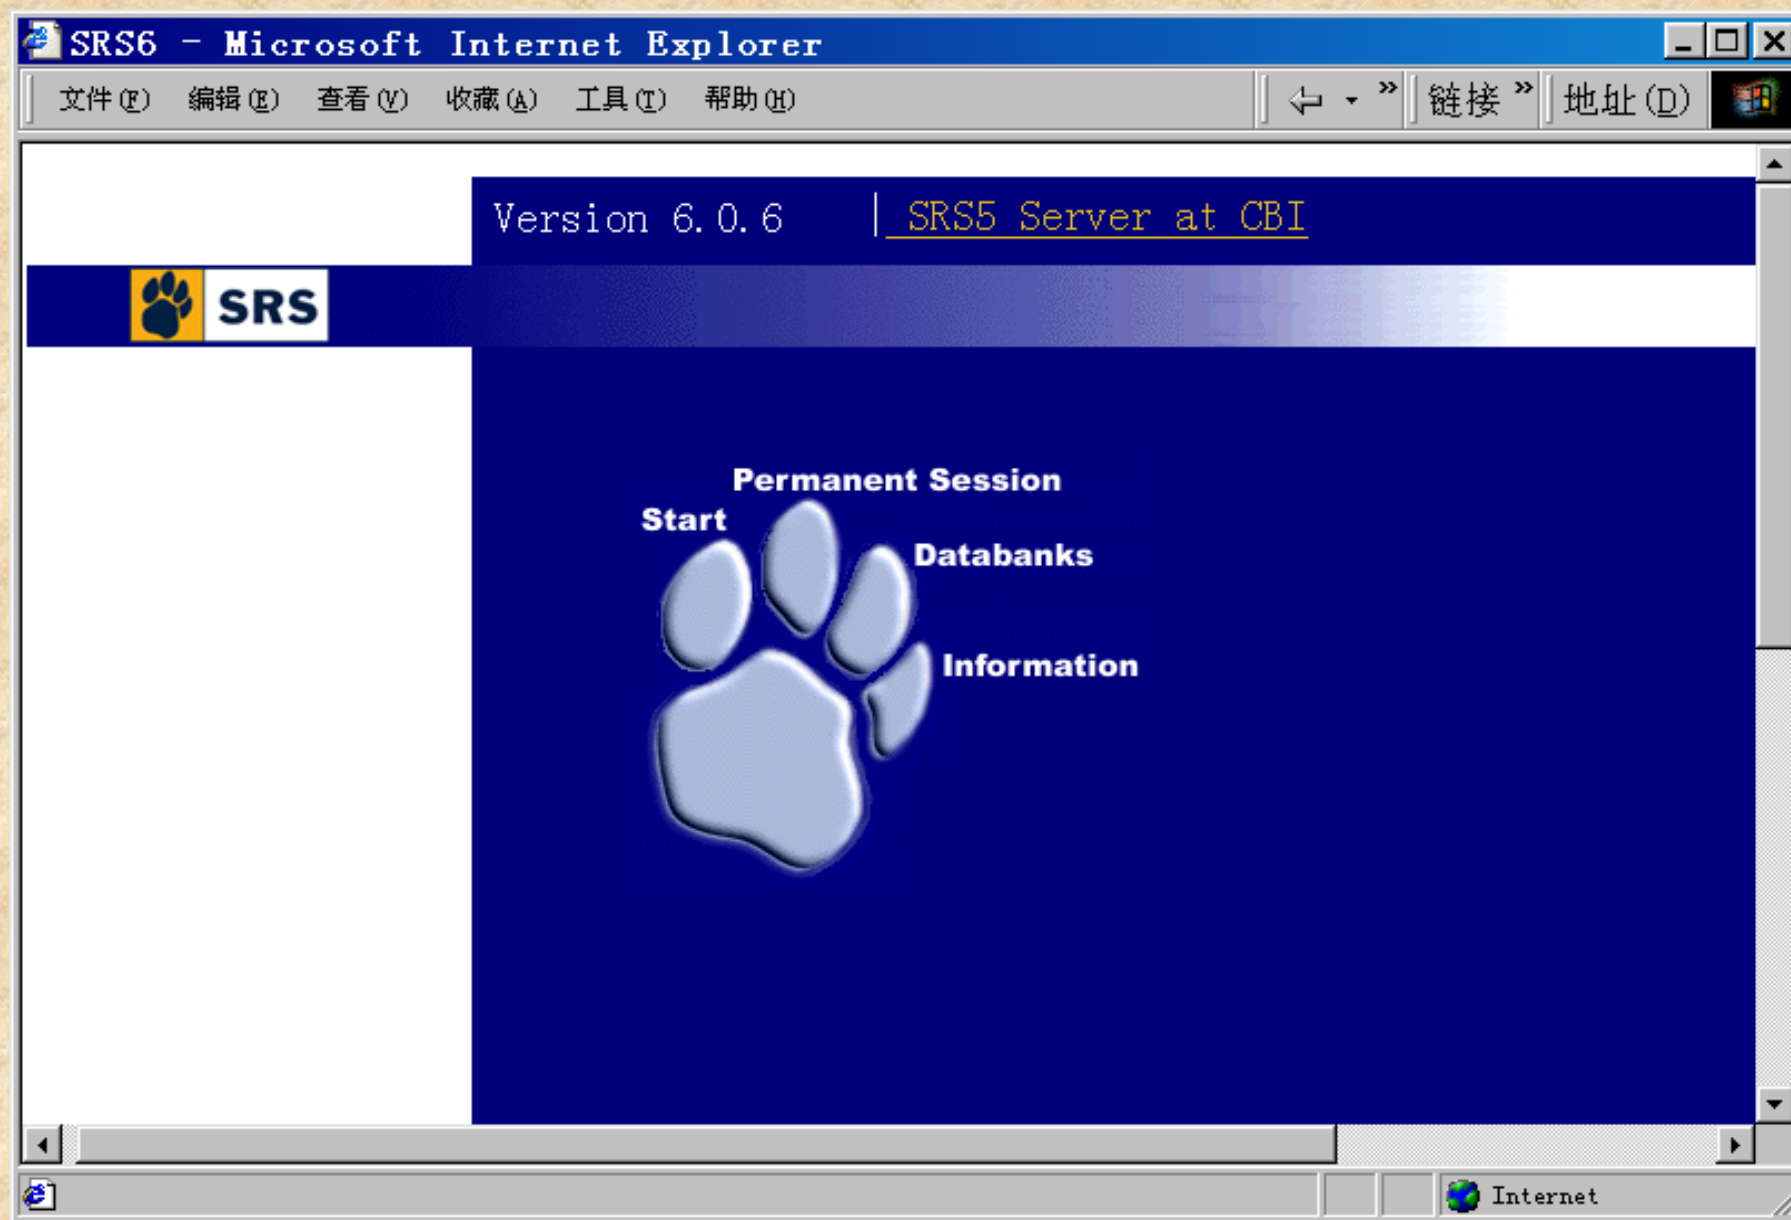 SRS6 - Microsoft Internet Explorer
文件(F) 编辑(E) 查看(V) 收藏(A) 工具(T) 帮助(H) » 链接 » 地址(D)
Version 6.0.6 | SRS5 Server at CBI
SRS
Permanent Session
Start
Databanks
Information
Internet